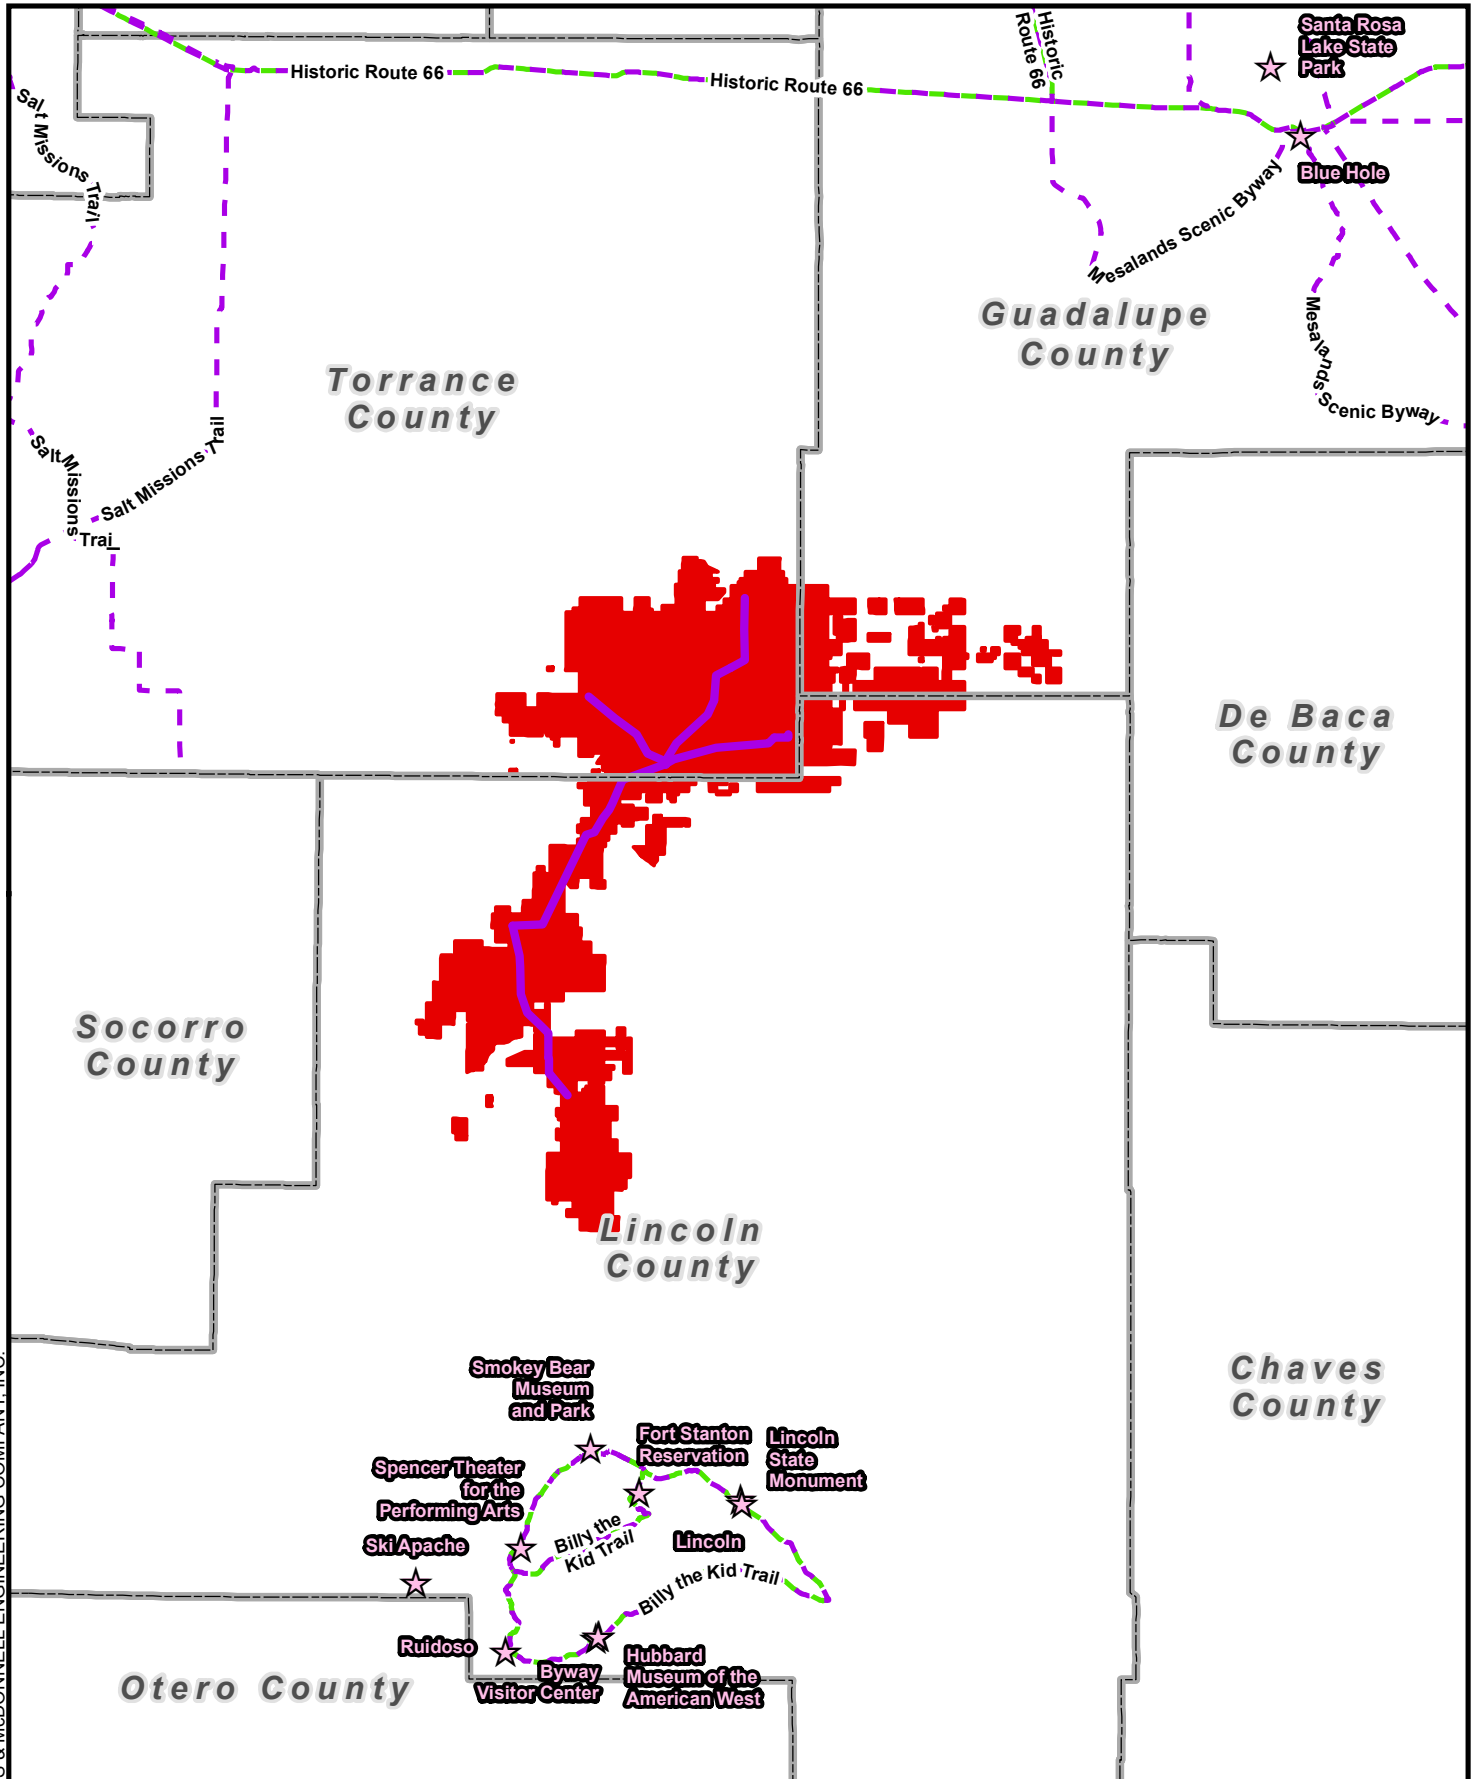 Santa Rosa
Lake State
Park
Historic
Route 66
Historic Route 66
Historic Route 66
Salt Missions Trail
Blue Hole
Mesalands Scenic Byway
Guadalupe
County
Mesalands Scenic Byway
Torrance
County
Salt Missions Trail
Salt Missions Trail
De Baca
County
Socorro
County
Lincoln
County
Chaves
County
Smokey Bear
Museum
and Park
Fort Stanton
Reservation
Lincoln
State
Monument
Spencer Theater
for the
Performing Arts
Ski Apache
Billy the
Kid Trail
Lincoln
Billy the Kid Trail
Ruidoso
Byway
Visitor Center
Hubbard
Museum of the
American West
Otero County
& McDONNELL ENGINEERING COMPANY, INC.